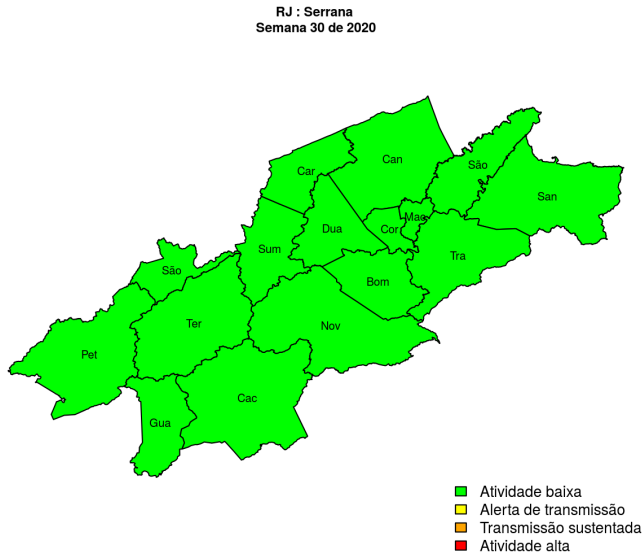 RJ : Serrana
Semana 30 de 2020
Can
São
Car
San
Mac
Dua
Cor
Sum
Tra
São
Bom
Ter
Nov
Pet
Cac
Gua
Atividade baixa
Alerta de transmissão
Transmissão sustentada
Atividade alta